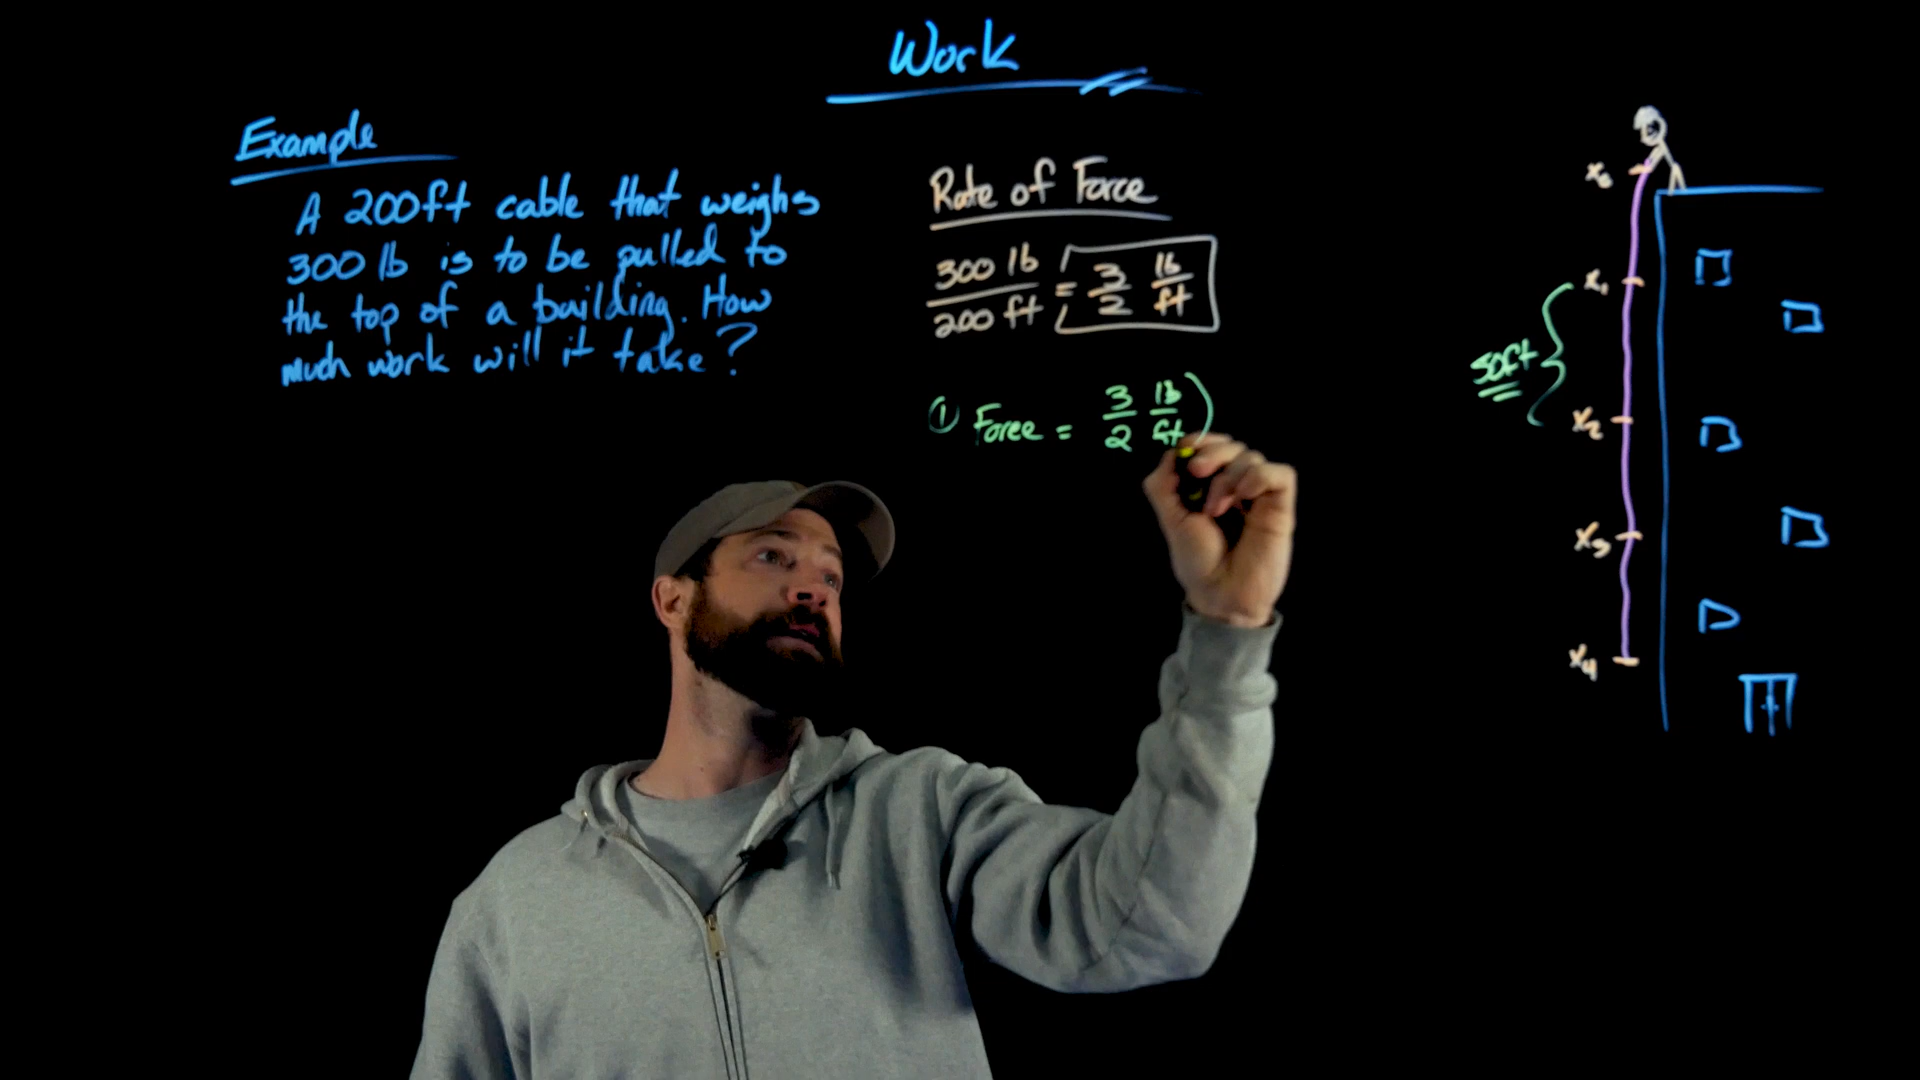 Work
Example
A 200ft cable that weighs
300 lb is to be pulled to
the top of a building. How
much work will it take?
Rate of Force
300 lb / 200 ft = 3/2 lb/ft
① Force = 3/2 lb/ft )
x₀
x₁
50ft
x₂
x₃
x₄